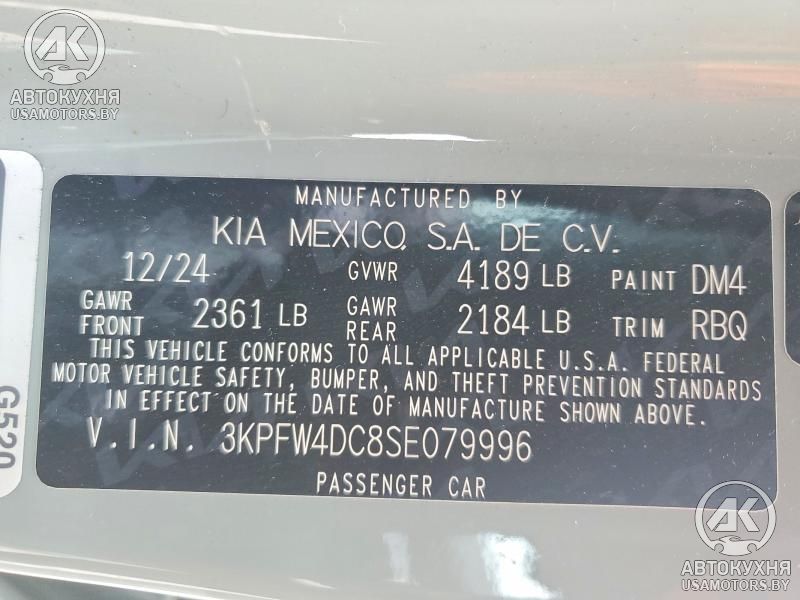 AK
АВТОКУХНЯ
USAMOTORS.BY
MANUFACTURED BY
KIA MEXICO, S.A. DE C.V.
12/24 GVWR 4189 LB PAINT DM4
GAWR FRONT 2361 LB GAWR REAR 2184 LB TRIM RBQ
THIS VEHICLE CONFORMS TO ALL APPLICABLE U.S.A. FEDERAL
MOTOR VEHICLE SAFETY, BUMPER, AND THEFT PREVENTION STANDARDS
IN EFFECT ON THE DATE OF MANUFACTURE SHOWN ABOVE.
V.I.N. 3KPFW4DC8SE079996
PASSENGER CAR
G520
AK
АВТОКУХНЯ
USAMOTORS.BY